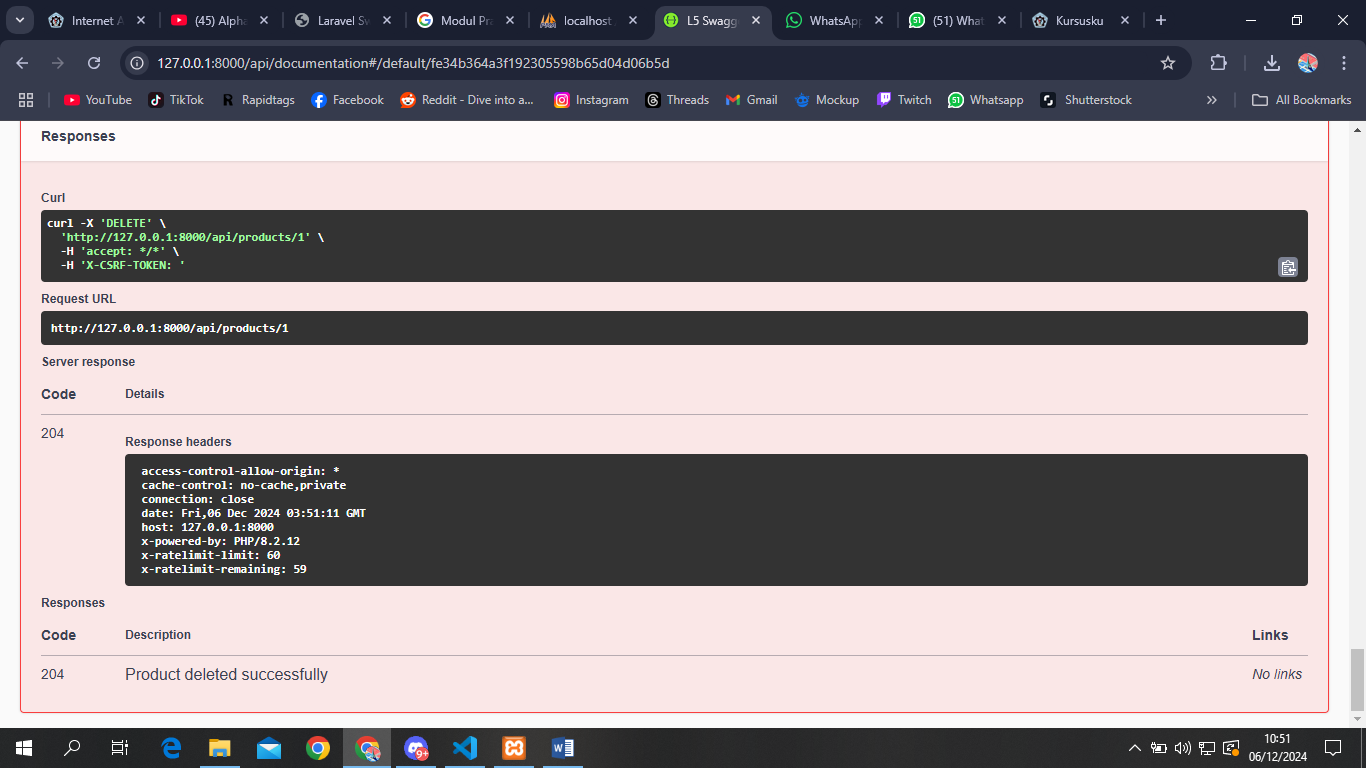 Internet A
(45) Alpha
Laravel Sw
Modul Pra
localhost
L5 Swagg
WhatsApp
(51) What
Kursusku
127.0.0.1:8000/api/documentation#/default/fe34b364a3f192305598b65d04d06b5d
YouTube
TikTok
Rapidtags
Facebook
Reddit - Dive into a...
Instagram
Threads
Gmail
Mockup
Twitch
Whatsapp
Shutterstock
All Bookmarks
Responses
Curl
curl -X 'DELETE' \
'http://127.0.0.1:8000/api/products/1' \
-H 'accept: */*' \
-H 'X-CSRF-TOKEN: '
Request URL
http://127.0.0.1:8000/api/products/1
Server response
Code Details
204
Response headers
access-control-allow-origin: *
cache-control: no-cache,private
connection: close
date: Fri,06 Dec 2024 03:51:11 GMT
host: 127.0.0.1:8000
x-powered-by: PHP/8.2.12
x-ratelimit-limit: 60
x-ratelimit-remaining: 59
Responses
Code Description Links
204 Product deleted successfully No links
9+
10:51
06/12/2024